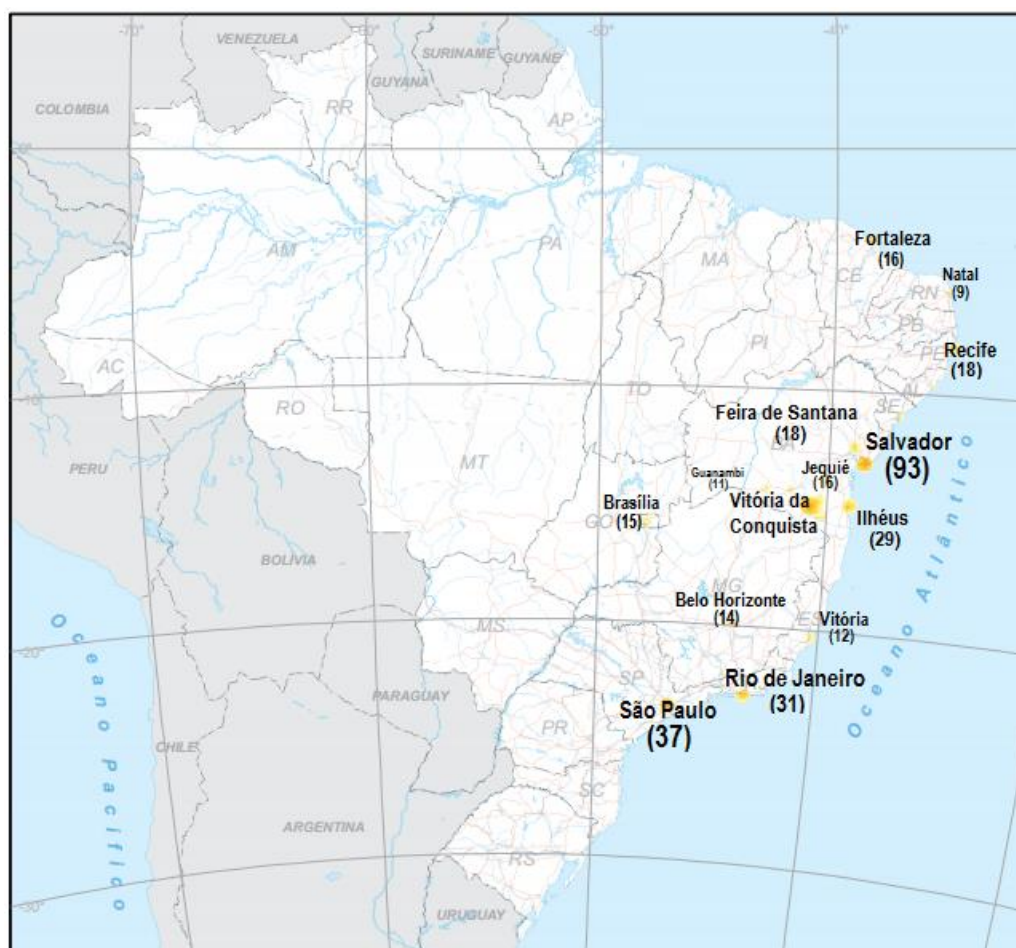 -70°
-60°
-50°
-40°
VENEZUELA
SURINAME
GUYANE
GUYANA
COLOMBIA
RR
AP
0°
AM
PA
MA
CE
Fortaleza
(16)
Natal
(9)
RN
PB
PI
PE
Recife
(18)
AC
AL
TO
SE
-10°
RO
Feira de Santana
(18)
BA
Salvador
(93)
PERU
MT
Guanambi
(11)
Jequié
(16)
Brasília
(15)
GO
Vitória da
Conquista
Ilhéus
(29)
BOLÍVIA
MG
Belo Horizonte
(14)
ES
Vitória
(12)
MS
-20°
Rio de Janeiro
(31)
SP
São Paulo
(37)
PARAGUAY
PR
CHILE
SC
ARGENTINA
RS
-30°
URUGUAY
Oceano Pacífico
Oceano Atlântico